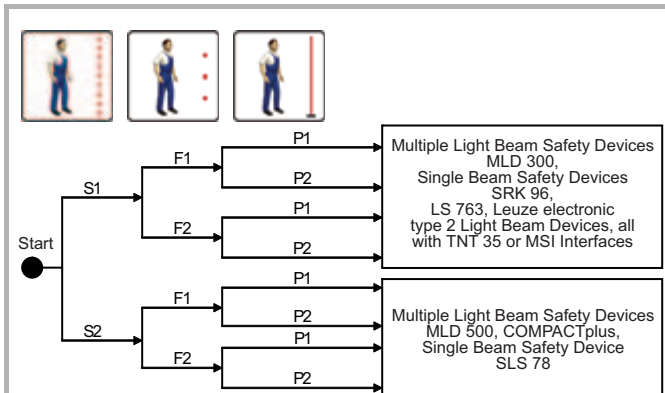 P1
Multiple Light Beam Safety Devices
MLD 300,
Single Beam Safety Devices
SRK 96,
LS 763, Leuze electronic
type 2 Light Beam Devices, all
with TNT 35 or MSI Interfaces
F1
P2
S1
P1
F2
P2
Start
P1
Multiple Light Beam Safety Devices
MLD 500, COMPACTplus,
Single Beam Safety Device
SLS 78
F1
P2
S2
P1
F2
P2